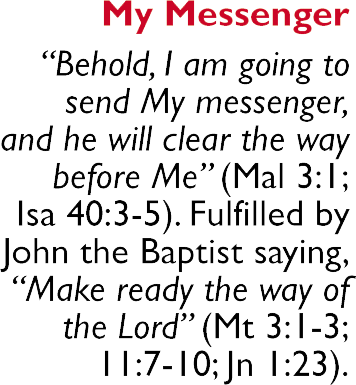 My Messenger
“Behold, I am going to
send My messenger,
and he will clear the way
before Me” (Mal 3:1;
Isa 40:3-5). Fulfilled by
John the Baptist saying,
“Make ready the way of
the Lord” (Mt 3:1-3;
11:7-10; Jn 1:23).